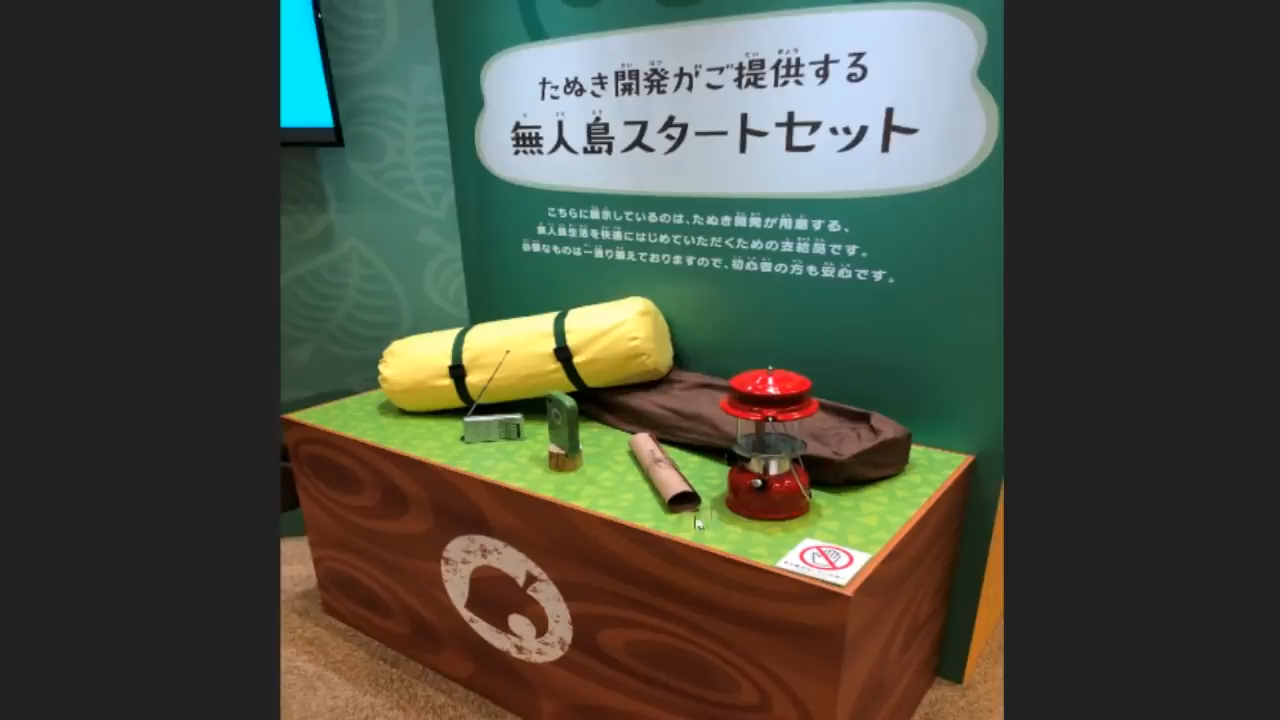 たぬき開発がご提供する
無人島スタートセット
こちらに展示しているのは、たぬき開発が用意する、
無人島生活を快適にはじめていただくための支給品です。
必要なものは一通り揃えておりますので、初心者の方も安心です。